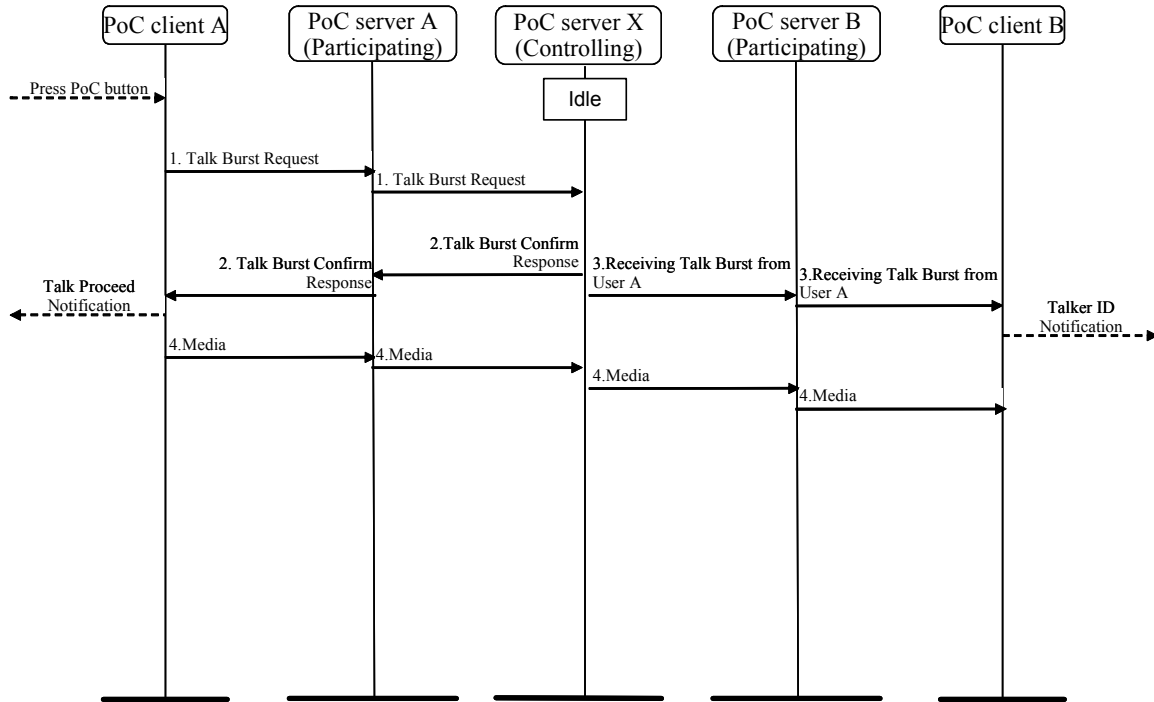 PoC client A
PoC server A
(Participating)
PoC server X
(Controlling)
PoC server B
(Participating)
PoC client B
Press PoC button
Idle
1. Talk Burst Request
1. Talk Burst Request
2.Talk Burst Confirm
Response
2. Talk Burst Confirm
Response
3.Receiving Talk Burst from
User A
3.Receiving Talk Burst from
User A
Talk Proceed
Notification
Talker ID
Notification
4.Media
4.Media
4.Media
4.Media